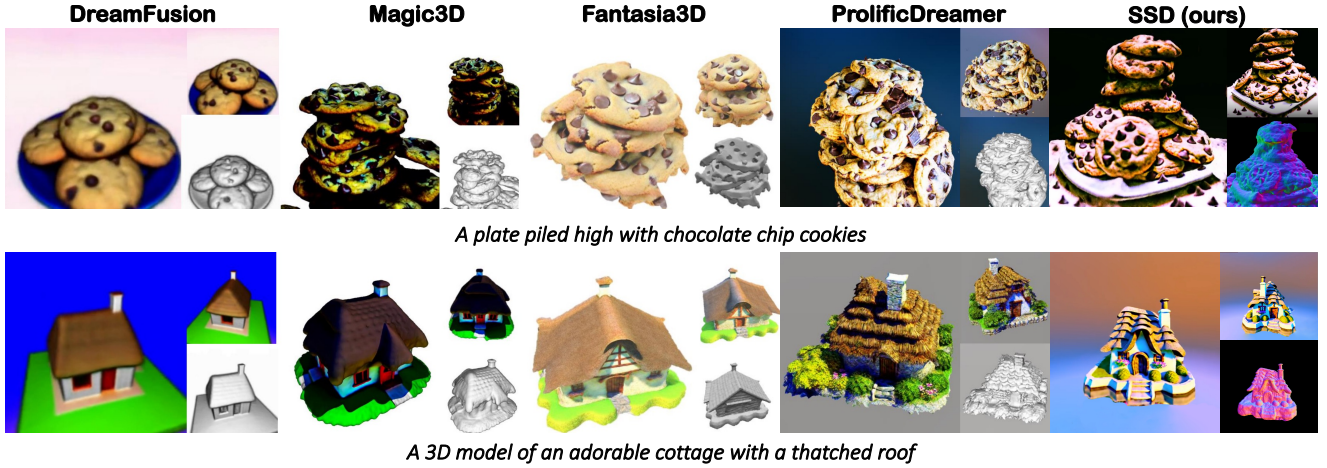 DreamFusion Magic3D Fantasia3D ProlificDreamer SSD (ours)
A plate piled high with chocolate chip cookies
A 3D model of an adorable cottage with a thatched roof